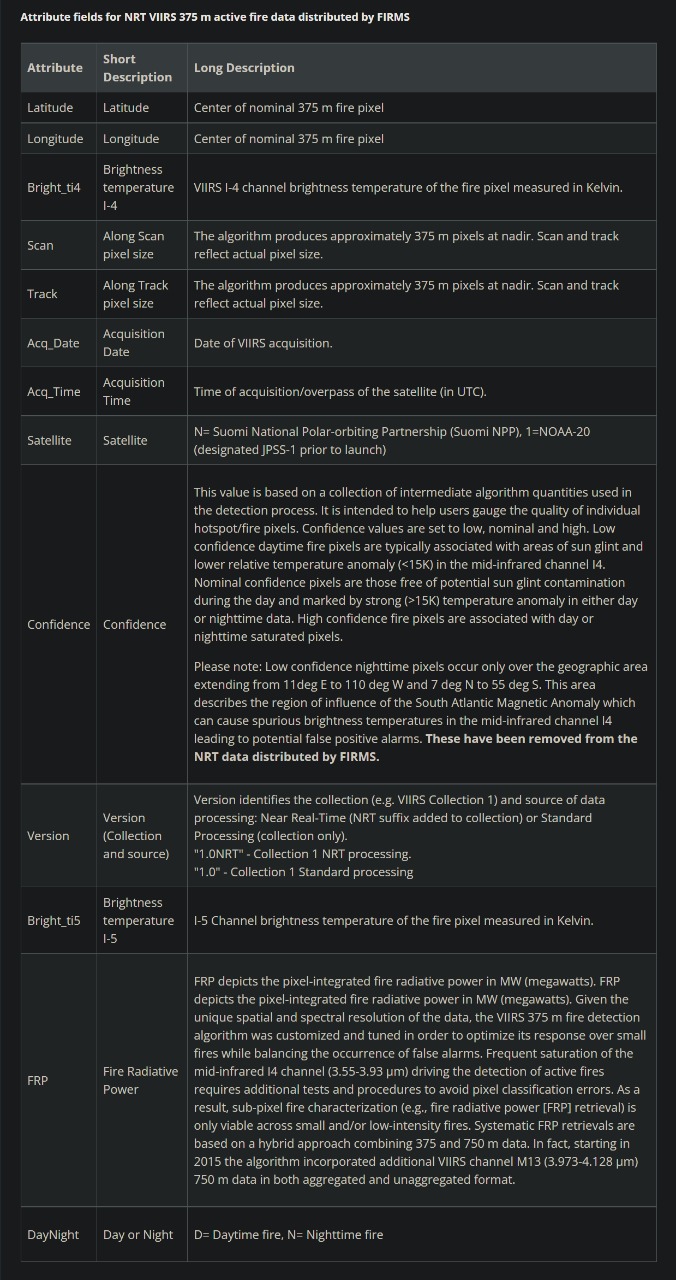 Attribute fields for NRT VIIRS 375 m active fire data distributed by FIRMS
Attribute
Short
Description
Long Description
Latitude
Latitude
Center of nominal 375 m fire pixel
Longitude
Longitude
Center of nominal 375 m fire pixel
Bright_ti4
Brightness
temperature
I-4
VIIRS I-4 channel brightness temperature of the fire pixel measured in Kelvin.
Scan
Along Scan
pixel size
The algorithm produces approximately 375 m pixels at nadir. Scan and track
reflect actual pixel size.
Track
Along Track
pixel size
The algorithm produces approximately 375 m pixels at nadir. Scan and track
reflect actual pixel size.
Acq_Date
Acquisition
Date
Date of VIIRS acquisition.
Acq_Time
Acquisition
Time
Time of acquisition/overpass of the satellite (in UTC).
Satellite
Satellite
N= Suomi National Polar-orbiting Partnership (Suomi NPP), 1=NOAA-20
(designated JPSS-1 prior to launch)
Confidence
Confidence
This value is based on a collection of intermediate algorithm quantities used in
the detection process. It is intended to help users gauge the quality of individual
hotspot/fire pixels. Confidence values are set to low, nominal and high. Low
confidence daytime fire pixels are typically associated with areas of sun glint and
lower relative temperature anomaly (<15K) in the mid-infrared channel I4.
Nominal confidence pixels are those free of potential sun glint contamination
during the day and marked by strong (>15K) temperature anomaly in either day
or nighttime data. High confidence fire pixels are associated with day or
nighttime saturated pixels.
Please note: Low confidence nighttime pixels occur only over the geographic area
extending from 11deg E to 110 deg W and 7 deg N to 55 deg S. This area
describes the region of influence of the South Atlantic Magnetic Anomaly which
can cause spurious brightness temperatures in the mid-infrared channel I4
leading to potential false positive alarms. These have been removed from the
NRT data distributed by FIRMS.
Version
Version
(Collection
and source)
Version identifies the collection (e.g. VIIRS Collection 1) and source of data
processing: Near Real-Time (NRT suffix added to collection) or Standard
Processing (collection only).
"1.0NRT" - Collection 1 NRT processing.
"1.0" - Collection 1 Standard processing
Bright_ti5
Brightness
temperature
I-5
I-5 Channel brightness temperature of the fire pixel measured in Kelvin.
FRP
Fire Radiative
Power
FRP depicts the pixel-integrated fire radiative power in MW (megawatts). FRP
depicts the pixel-integrated fire radiative power in MW (megawatts). Given the
unique spatial and spectral resolution of the data, the VIIRS 375 m fire detection
algorithm was customized and tuned in order to optimize its response over small
fires while balancing the occurrence of false alarms. Frequent saturation of the
mid-infrared I4 channel (3.55-3.93 µm) driving the detection of active fires
requires additional tests and procedures to avoid pixel classification errors. As a
result, sub-pixel fire characterization (e.g., fire radiative power [FRP] retrieval) is
only viable across small and/or low-intensity fires. Systematic FRP retrievals are
based on a hybrid approach combining 375 and 750 m data. In fact, starting in
2015 the algorithm incorporated additional VIIRS channel M13 (3.973-4.128 µm)
750 m data in both aggregated and unaggregated format.
DayNight
Day or Night
D= Daytime fire, N= Nighttime fire